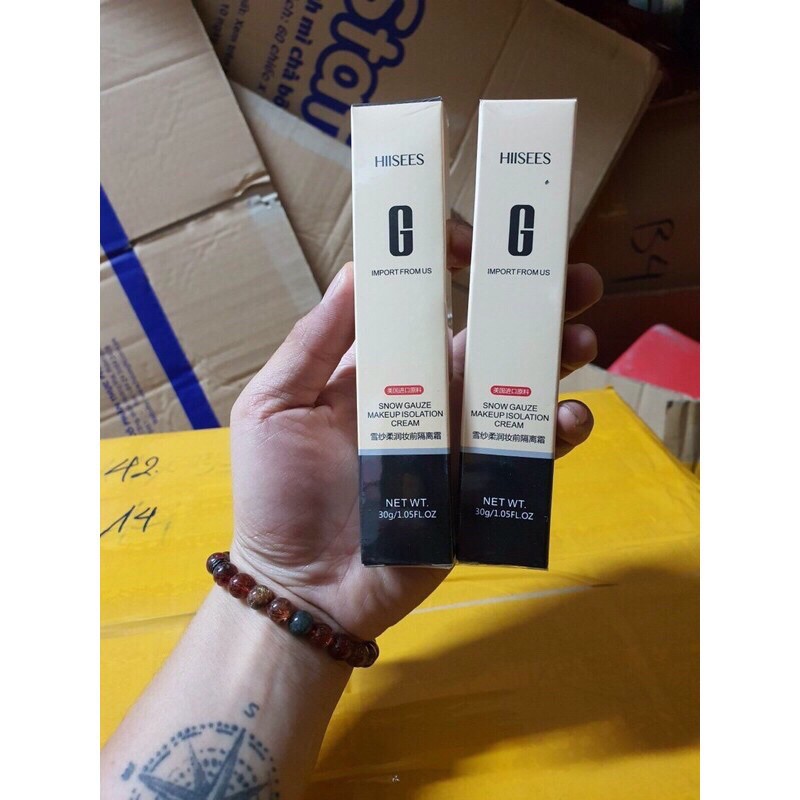 HIISEES
G
IMPORT FROM US
美国进口原料
SNOW GAUZE
MAKEUP ISOLATION
CREAM
雪纱柔润妆前隔离霜
NET WT.
30g/1.05FL.OZ
HIISEES
G
IMPORT FROM US
美国进口原料
SNOW GAUZE
MAKEUP ISOLATION
CREAM
雪纱柔润妆前隔离霜
NET WT.
30g/1.05FL.OZ
B4
42
14
S